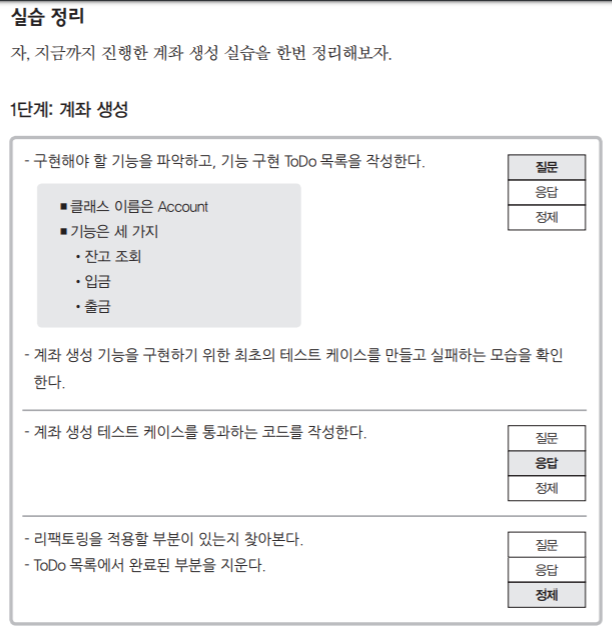 실습 정리
자, 지금까지 진행한 계좌 생성 실습을 한번 정리해보자.
1단계: 계좌 생성
- 구현해야 할 기능을 파악하고, 기능 구현 ToDo 목록을 작성한다.
질문
응답
정제
■ 클래스 이름은 Account
■ 기능은 세 가지
• 잔고 조회
• 입금
• 출금
- 계좌 생성 기능을 구현하기 위한 최초의 테스트 케이스를 만들고 실패하는 모습을 확인
한다.
- 계좌 생성 테스트 케이스를 통과하는 코드를 작성한다.
질문
응답
정제
- 리팩토링을 적용할 부분이 있는지 찾아본다.
- ToDo 목록에서 완료된 부분을 지운다.
질문
응답
정제